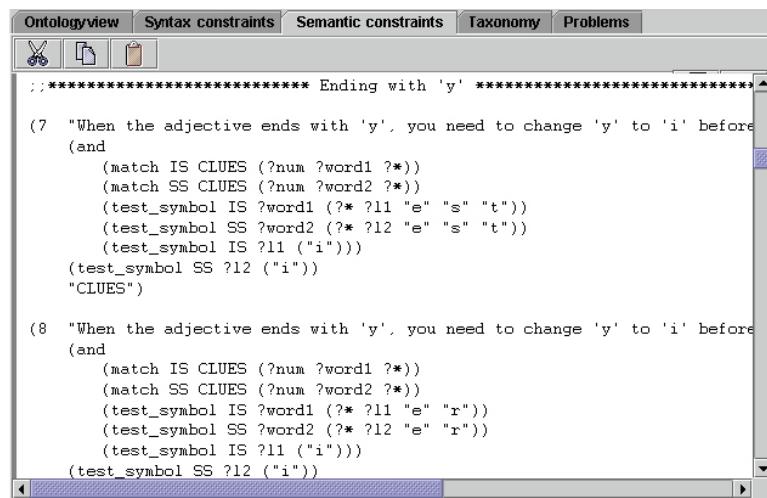 Ontologyview Syntax constraints Semantic constraints Taxonomy Problems
;;*************************** Ending with 'y' *****************************
(7 "When the adjective ends with 'y', you need to change 'y' to 'i' before
(and
(match IS CLUES (?num ?word1 ?*))
(match SS CLUES (?num ?word2 ?*))
(test_symbol IS ?word1 (?* ?l1 "e" "s" "t"))
(test_symbol SS ?word2 (?* ?l2 "e" "s" "t"))
(test_symbol IS ?l1 ("i")))
(test_symbol SS ?l2 ("i"))
"CLUES")
(8 "When the adjective ends with 'y', you need to change 'y' to 'i' before
(and
(match IS CLUES (?num ?word1 ?*))
(match SS CLUES (?num ?word2 ?*))
(test_symbol IS ?word1 (?* ?l1 "e" "r"))
(test_symbol SS ?word2 (?* ?l2 "e" "r"))
(test_symbol IS ?l1 ("i")))
(test_symbol SS ?l2 ("i"))